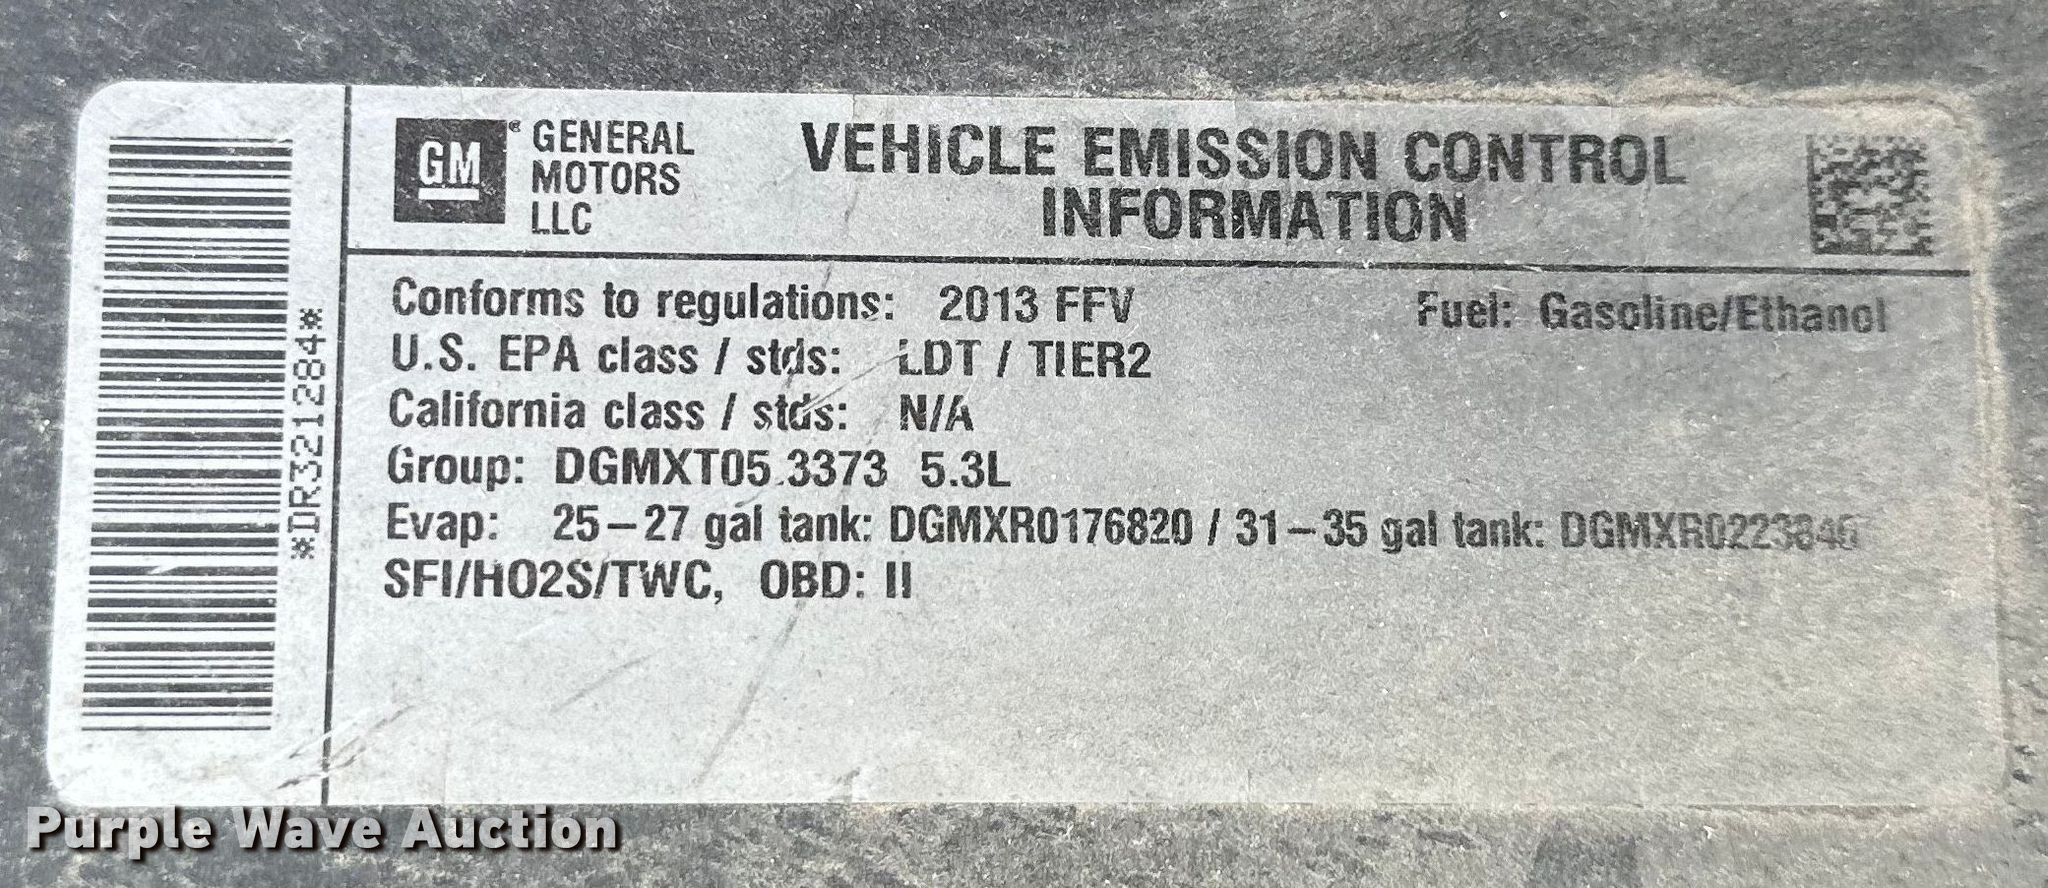 GM
GENERAL
MOTORS
LLC
VEHICLE EMISSION CONTROL
INFORMATION
*DR321284*
Conforms to regulations: 2013 FFV Fuel: Gasoline/Ethanol
U.S. EPA class / stds: LDT / TIER2
California class / stds: N/A
Group: DGMXT05.3373 5.3L
Evap: 25-27 gal tank: DGMXR0176820 / 31-35 gal tank:
SFI/HO2S/TWC, OBD: II
Purple Wave Auction